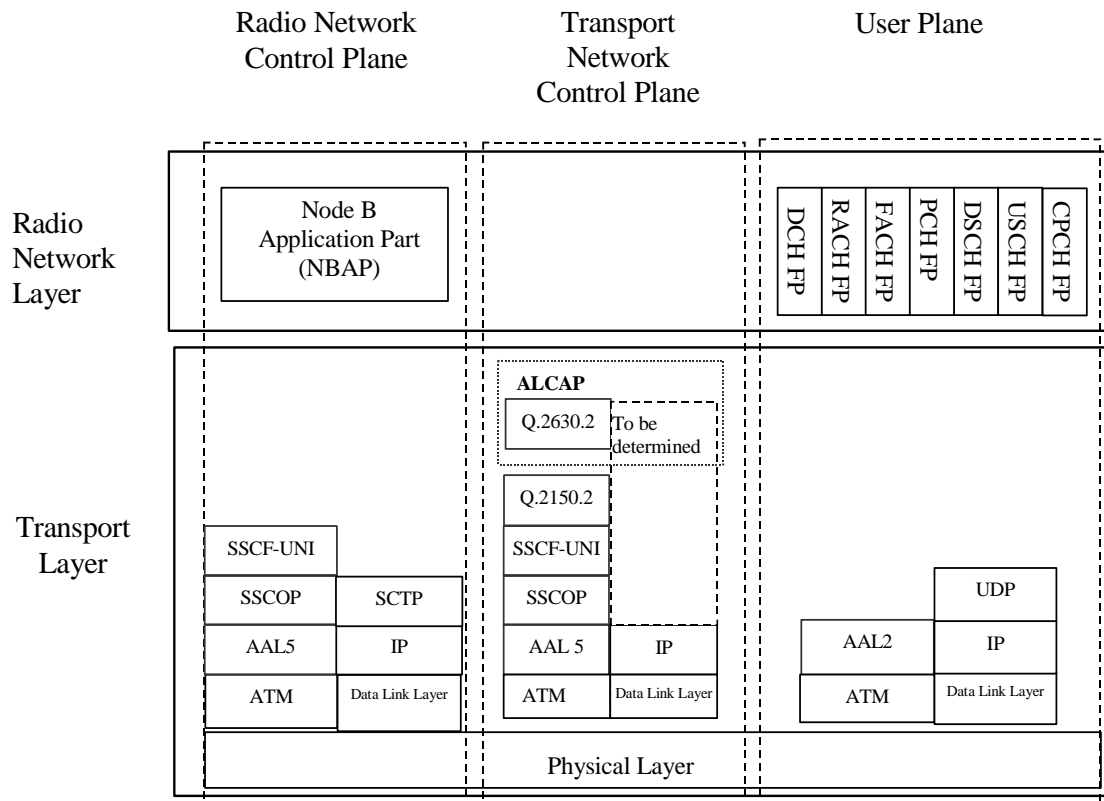 Radio Network
Control Plane
Transport
Network
Control Plane
User Plane
Radio
Network
Layer
Node B
Application Part
(NBAP)
DCH FP
RACH FP
FACH FP
PCH FP
DSCH FP
USCH FP
CPCH FP
Transport
Layer
SSCF-UNI
SSCOP
SCTP
AAL5
IP
ATM
Data Link Layer
ALCAP
Q.2630.2
To be
determined
Q.2150.2
SSCF-UNI
SSCOP
AAL 5
IP
ATM
Data Link Layer
UDP
AAL2
IP
ATM
Data Link Layer
Physical Layer